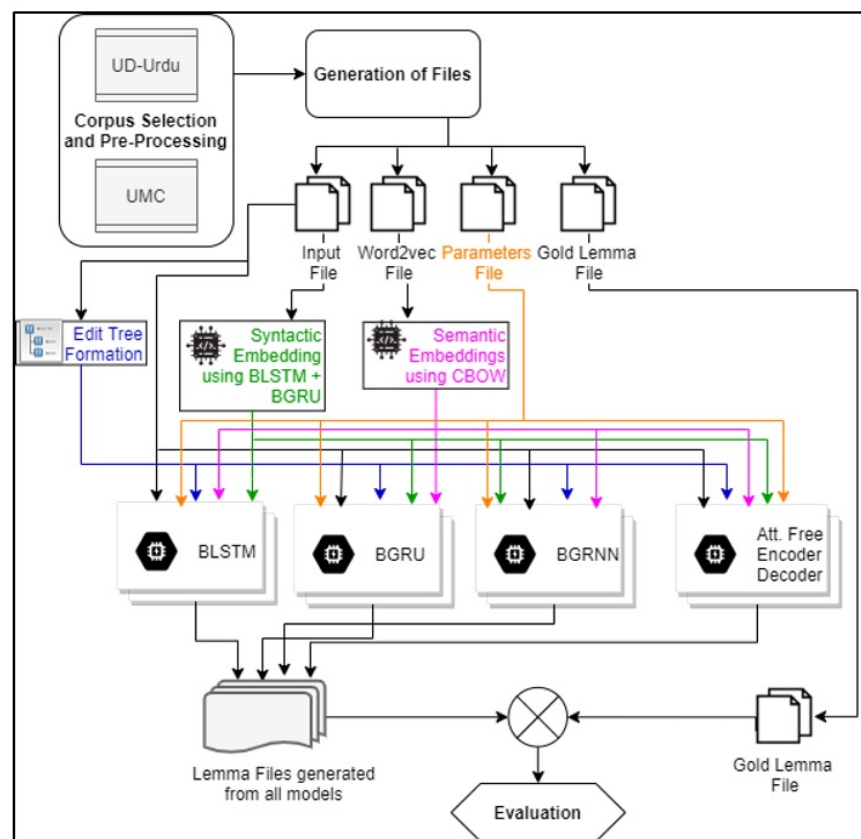 UD-Urdu
Corpus Selection
and Pre-Processing
UMC
Generation of Files
Input
File
Word2vec
File
Parameters
File
Gold Lemma
File
Edit Tree
Formation
Syntactic
Embedding
using BLSTM +
BGRU
Semantic
Embeddings
using CBOW
BLSTM
BGRU
BGRNN
Att. Free
Encoder
Decoder
Lemma Files generated
from all models
Gold Lemma
File
Evaluation